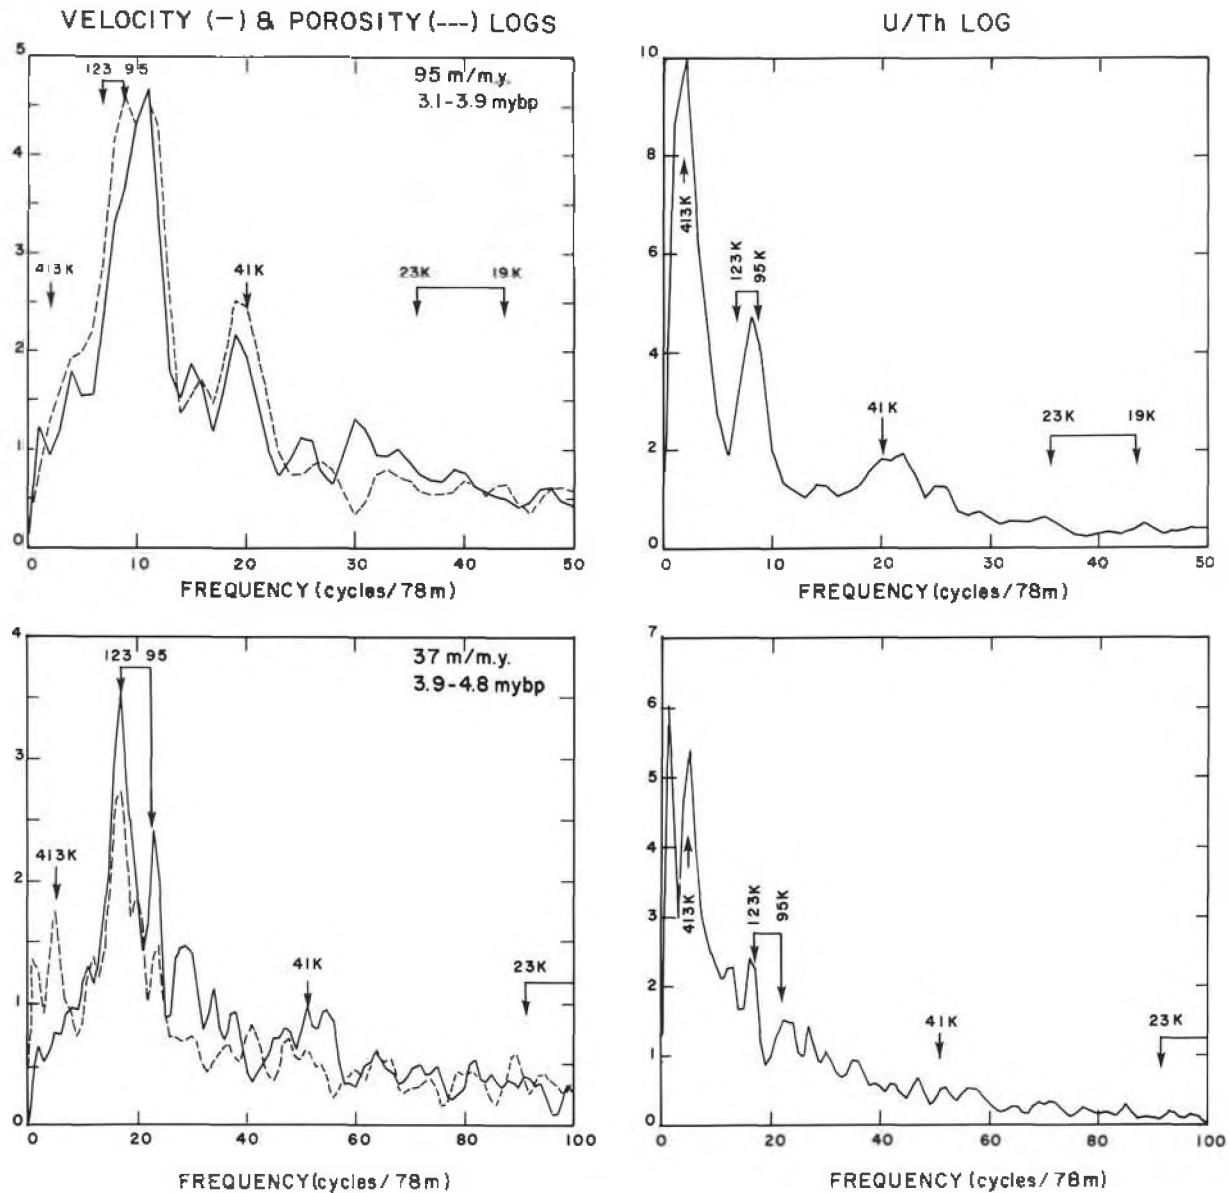 VELOCITY (—) & POROSITY (---) LOGS
U/Th LOG
5
4
3
2
1
0
123 95
95 m/m.y.
3.1-3.9 mybp
413K
41K
23K 19K
0 10 20 30 40 50
FREQUENCY (cycles/78m)
10
8
6
4
2
0
413K
123K
95K
41K
23K 19K
0 10 20 30 40 50
FREQUENCY (cycles/78m)
4
3
2
1
0
123 95
37 m/m.y.
3.9-4.8 mybp
413K
41K
23K
0 20 40 60 80 100
FREQUENCY (cycles/78m)
7
6
5
4
3
2
1
0
413K
123K
95K
41K
23K
0 20 40 60 80 100
FREQUENCY (cycles/78m)